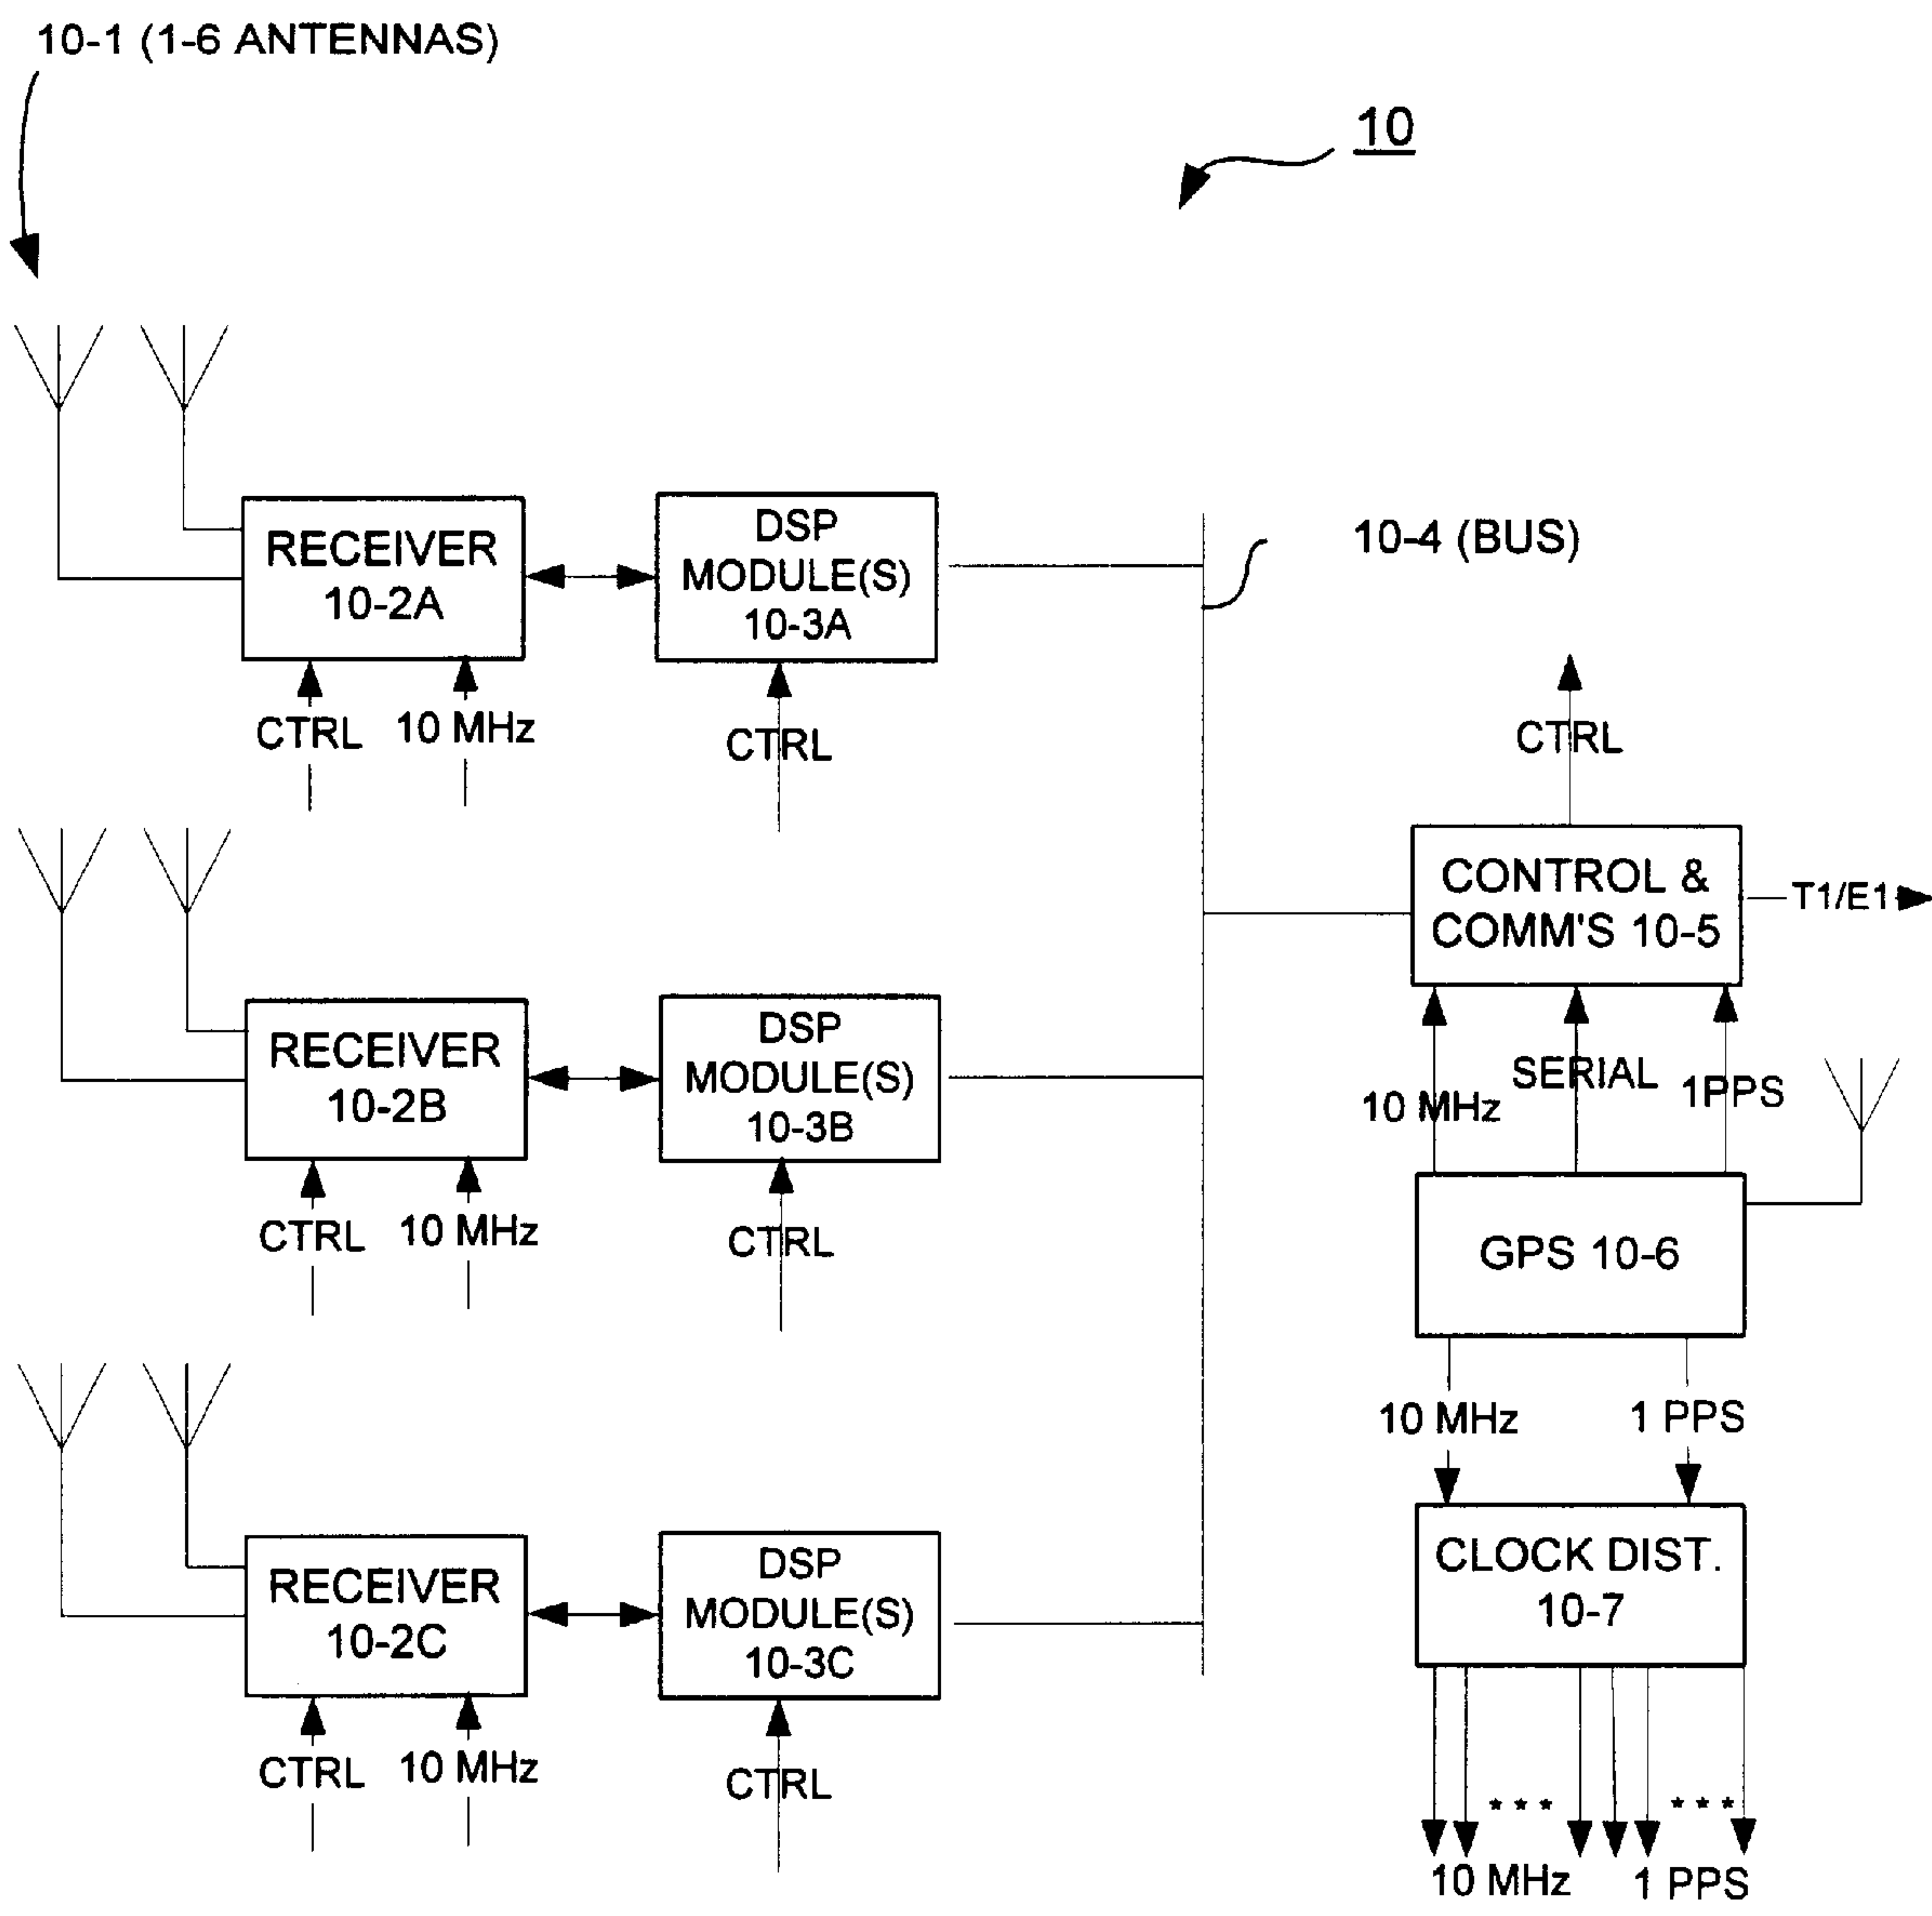 10-1 (1-6 ANTENNAS)
10
RECEIVER
10-2A
DSP
MODULE(S)
10-3A
10-4 (BUS)
CTRL
10 MHz
CTRL
CTRL
CONTROL &
COMM'S 10-5
T1/E1
RECEIVER
10-2B
DSP
MODULE(S)
10-3B
10 MHz
SERIAL
1PPS
CTRL
10 MHz
CTRL
GPS 10-6
10 MHz
1 PPS
RECEIVER
10-2C
DSP
MODULE(S)
10-3C
CLOCK DIST.
10-7
CTRL
10 MHz
CTRL
* * *
* * *
10 MHz
1 PPS